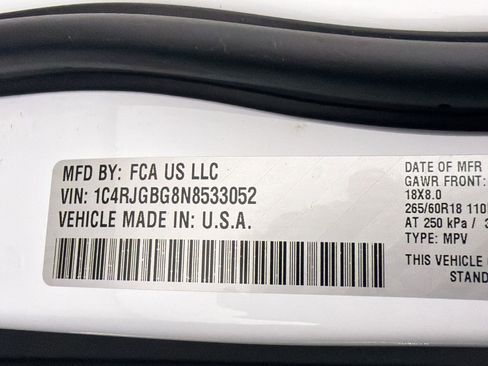 MFD BY: FCA US LLC
VIN: 1C4RJGBG8N8533052
VEHICLE MADE IN: U.S.A.
DATE OF MFR
GAWR FRONT:
18X8.0
265/60R18 110
AT 250 kPa /
TYPE: MPV
THIS VEHICLE
STAND